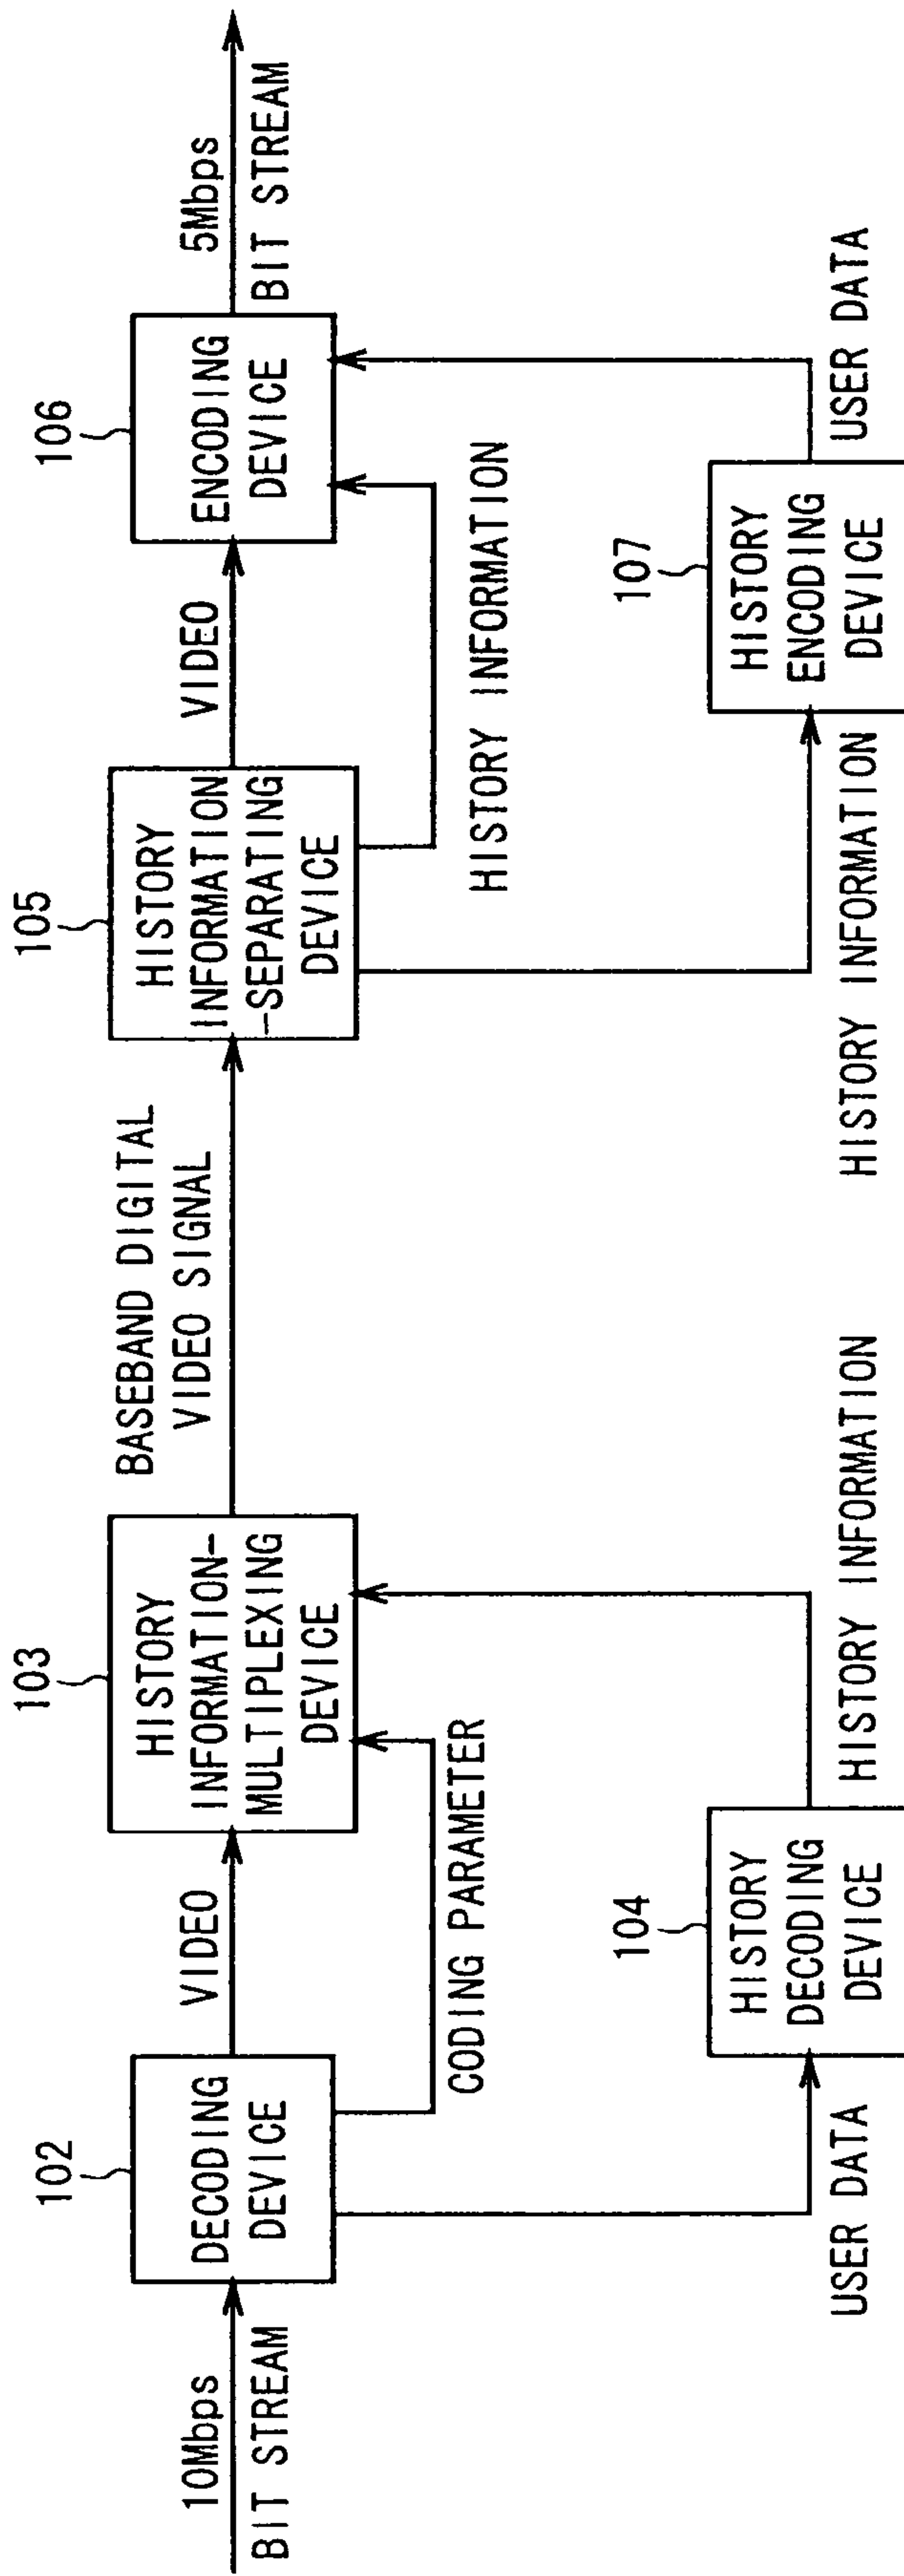 10Mbps
BIT STREAM
102
DECODING
DEVICE
VIDEO
CODING PARAMETER
USER DATA
104
HISTORY
DECODING
DEVICE
HISTORY INFORMATION
103
HISTORY
INFORMATION-
MULTIPLEXING
DEVICE
BASEBAND DIGITAL
VIDEO SIGNAL
105
HISTORY
INFORMATION
-SEPARATING
DEVICE
VIDEO
HISTORY INFORMATION
HISTORY INFORMATION
107
HISTORY
ENCODING
DEVICE
USER DATA
106
ENCODING
DEVICE
5Mbps
BIT STREAM